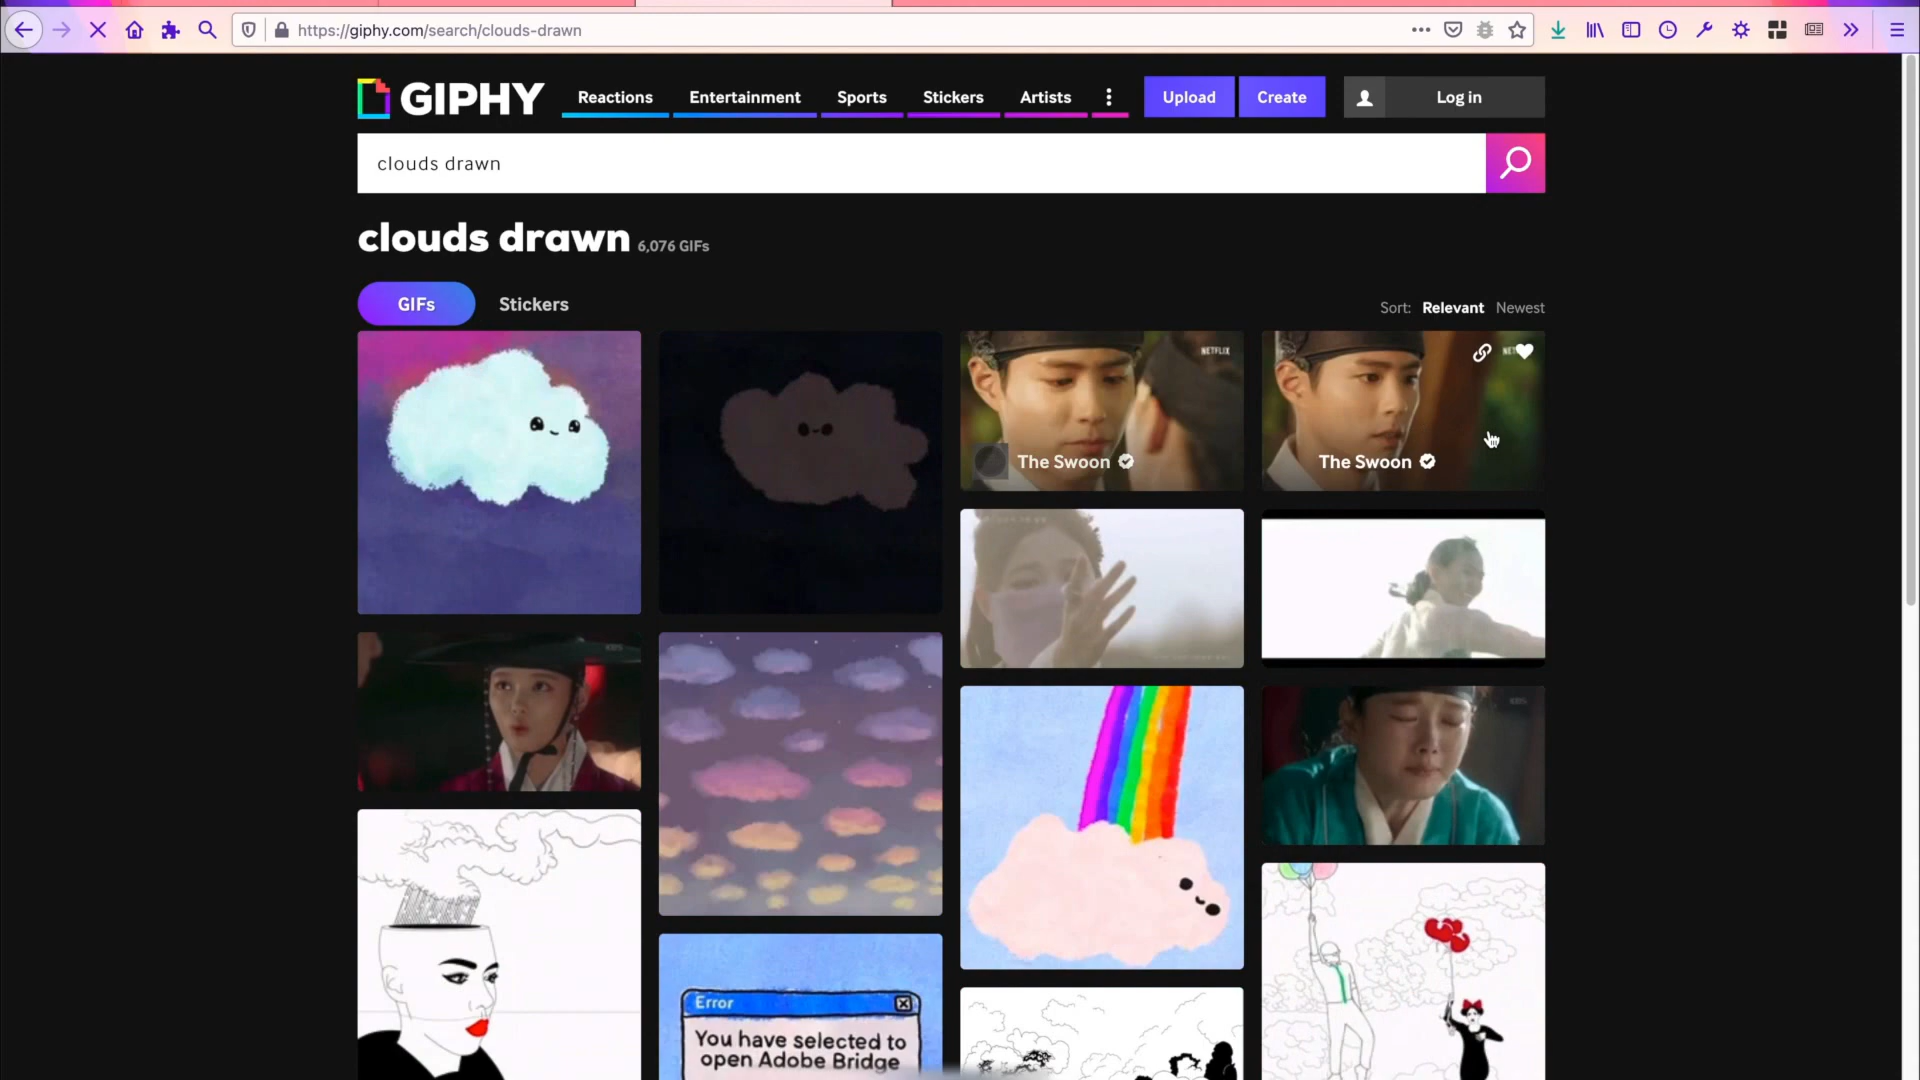 https://giphy.com/search/clouds-drawn
GIPHY
Reactions
Entertainment
Sports
Stickers
Artists
Upload
Create
Log in
clouds drawn
clouds drawn 6,076 GIFs
GIFs
Stickers
Sort: Relevant Newest
NETFLIX
The Swoon
The Swoon
KBS
Error
You have selected to
open Adobe Bridge